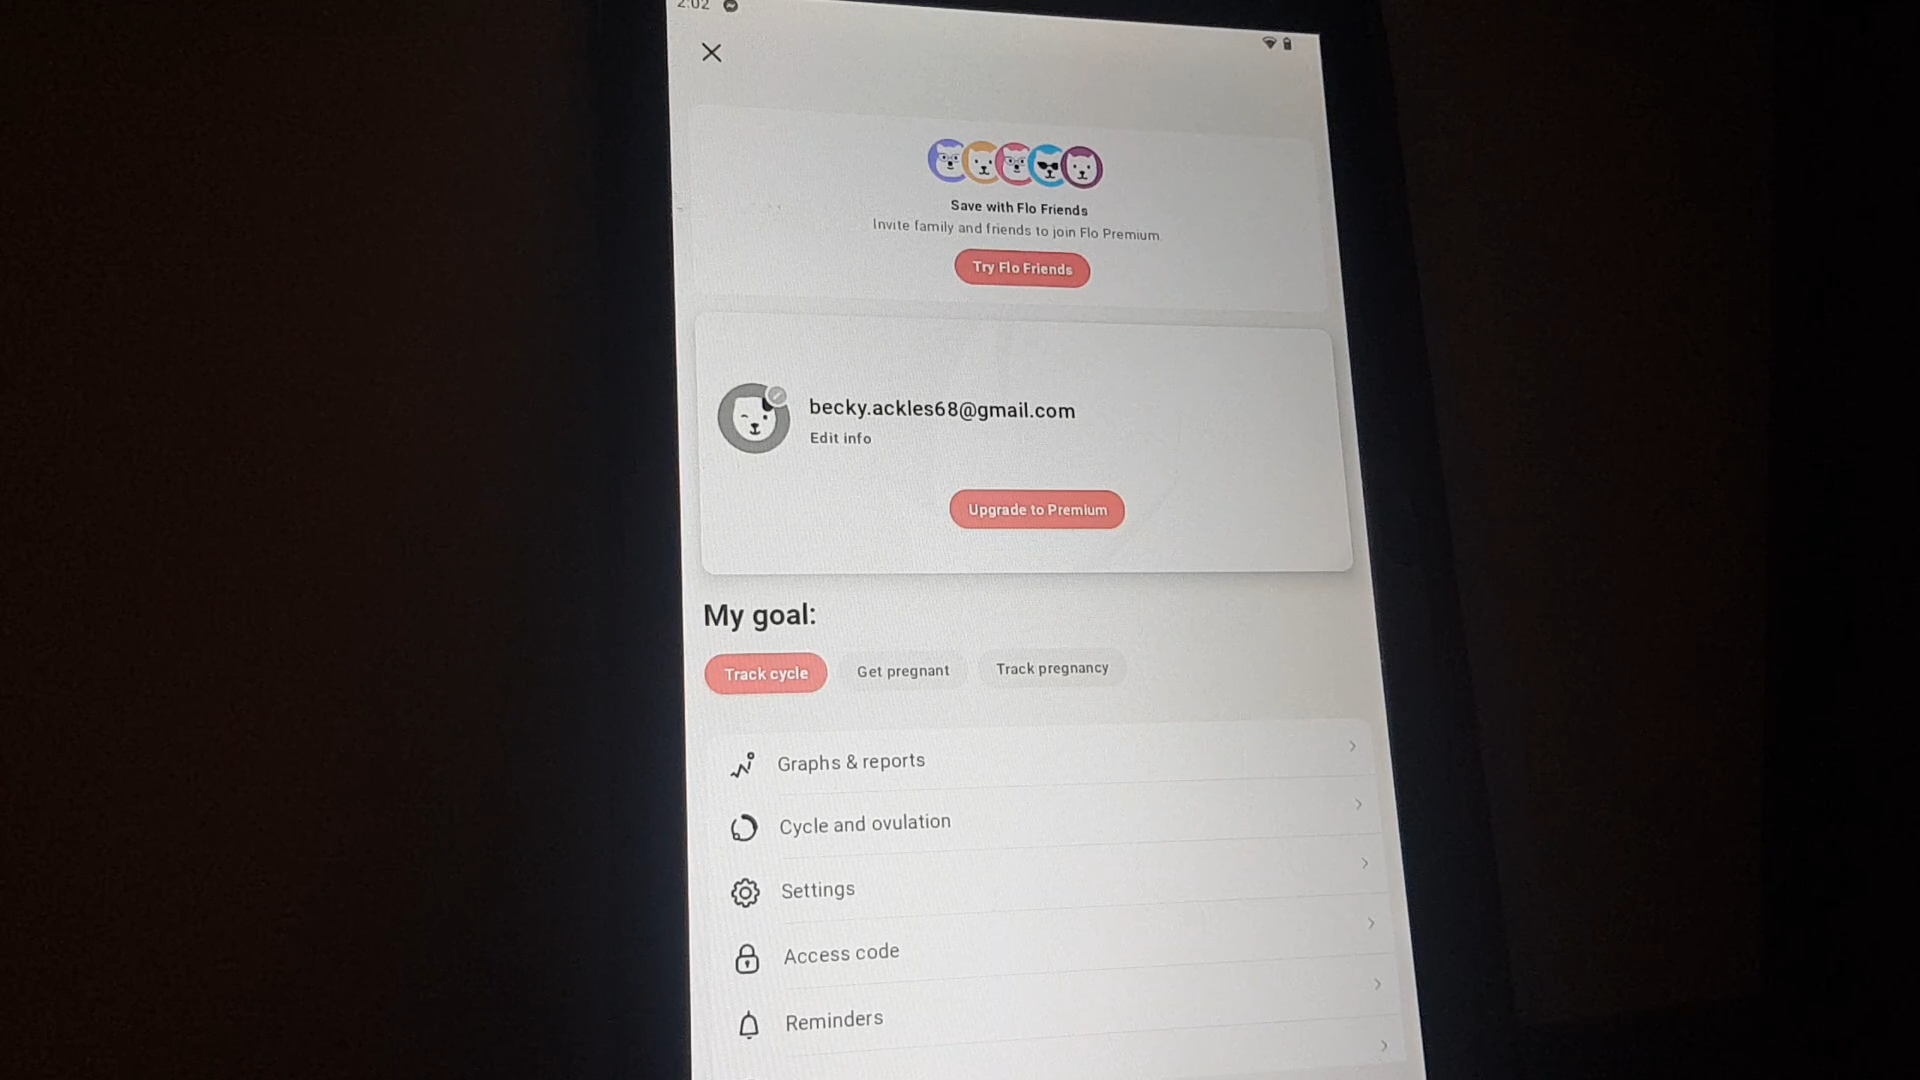 2:02
Save with Flo Friends
Invite family and friends to join Flo Premium.
Try Flo Friends
becky.ackles68@gmail.com
Edit info
Upgrade to Premium
My goal:
Track cycle Get pregnant Track pregnancy
Graphs & reports
Cycle and ovulation
Settings
Access code
Reminders